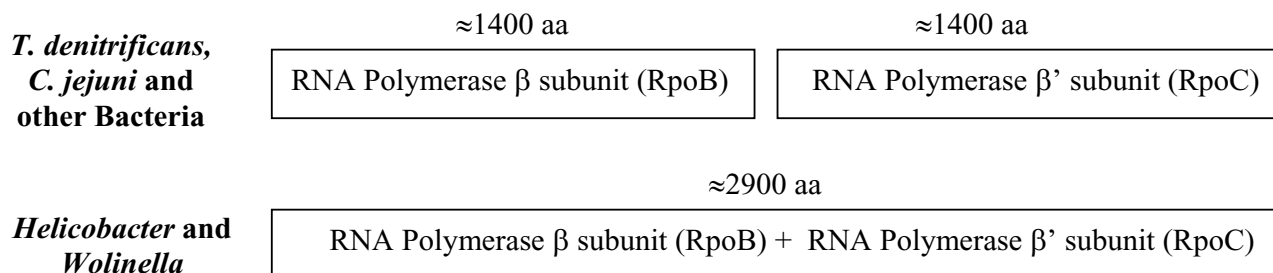 ≈1400 aa ≈1400 aa
T. denitrificans,
C. jejuni and
other Bacteria
RNA Polymerase β subunit (RpoB) RNA Polymerase β’ subunit (RpoC)
≈2900 aa
Helicobacter and
Wolinella
RNA Polymerase β subunit (RpoB) + RNA Polymerase β’ subunit (RpoC)